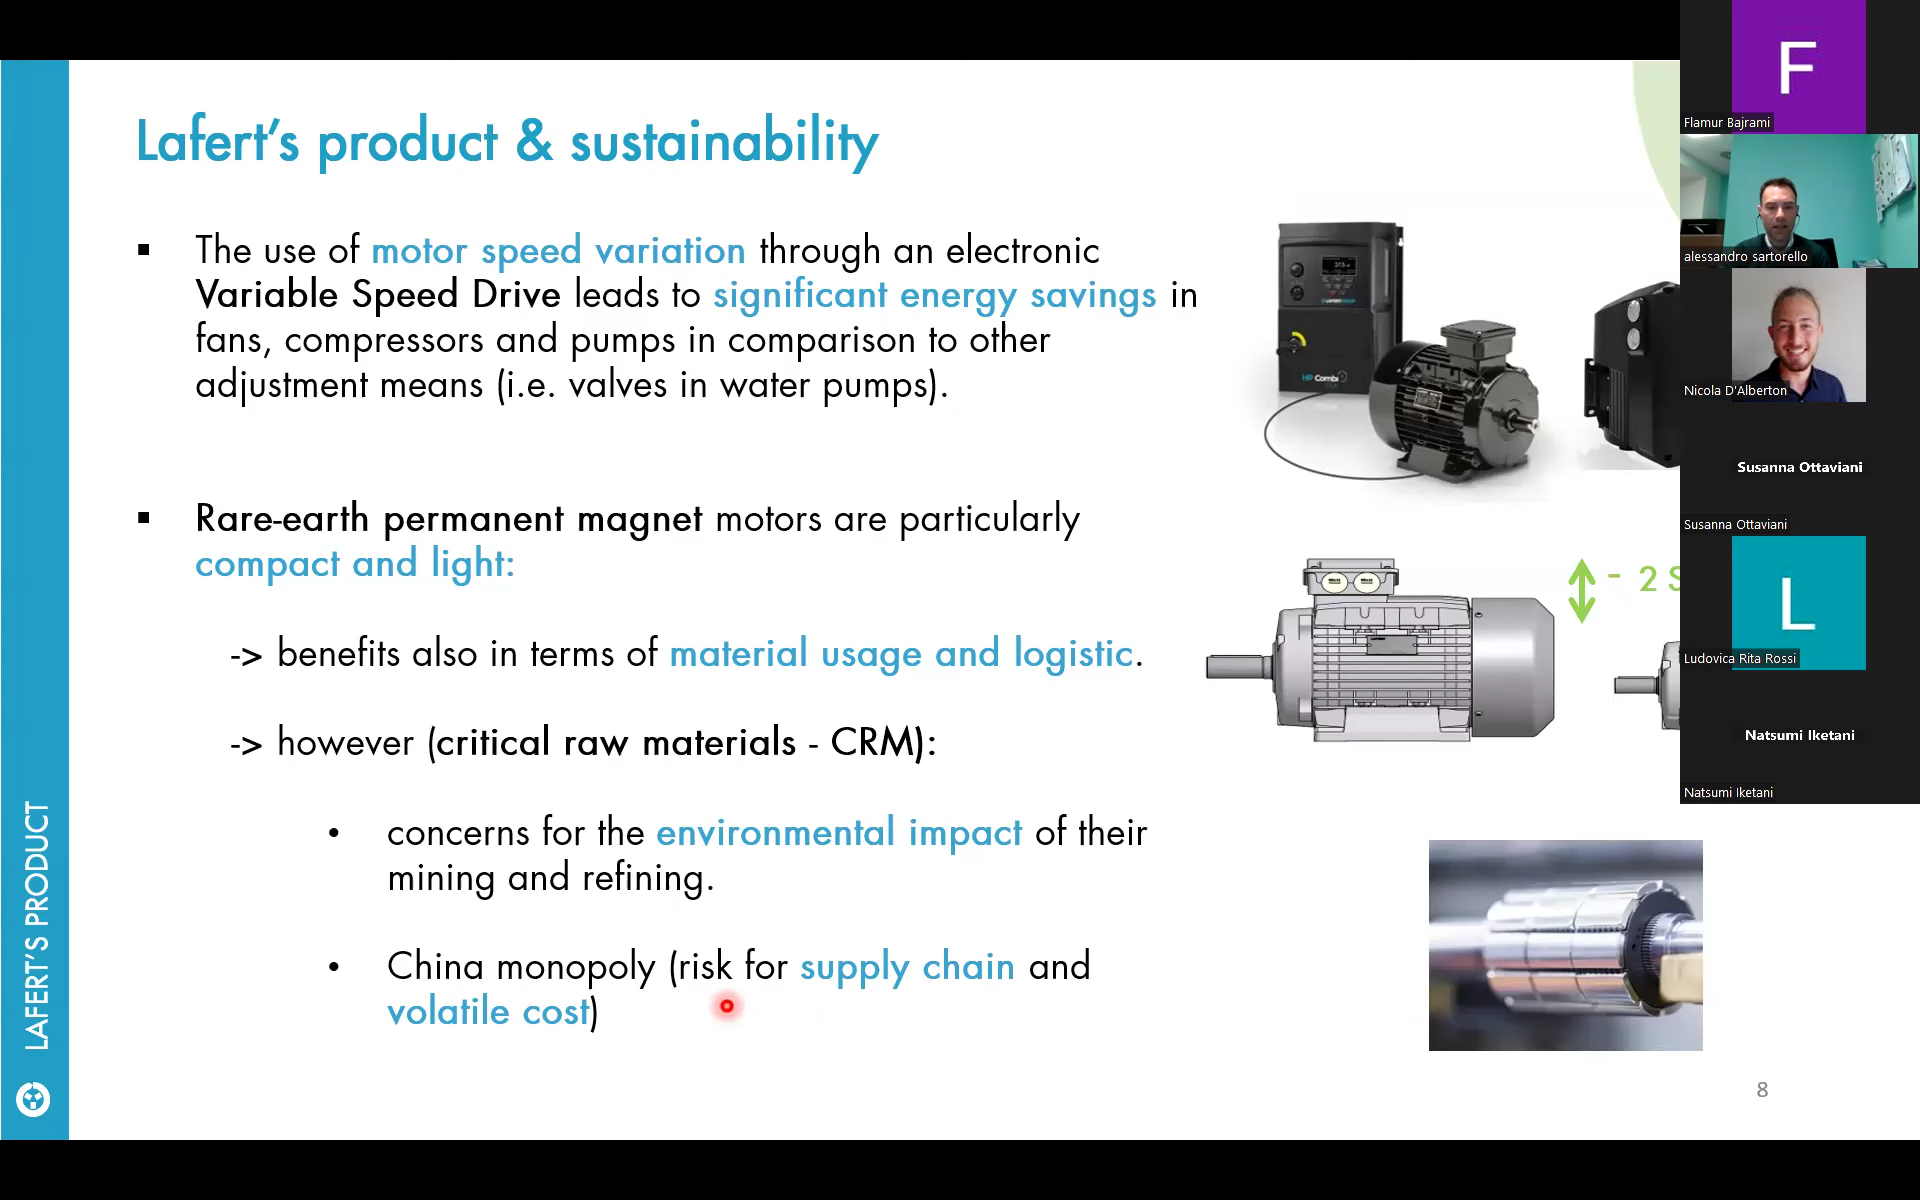 Lafert's product & sustainability
▪ The use of motor speed variation through an electronic
Variable Speed Drive leads to significant energy savings in
fans, compressors and pumps in comparison to other
adjustment means (i.e. valves in water pumps).
▪ Rare-earth permanent magnet motors are particularly
compact and light:
-> benefits also in terms of material usage and logistic.
-> however (critical raw materials - CRM):
• concerns for the environmental impact of their
mining and refining.
• China monopoly (risk for supply chain and
volatile cost)
LAFERT'S PRODUCT
HP Combi
- 2 S
8
F
Flamur Bajrami
alessandro sartorello
Nicola D'Alberton
Susanna Ottaviani
Susanna Ottaviani
L
Ludovica Rita Rossi
Natsumi Iketani
Natsumi Iketani